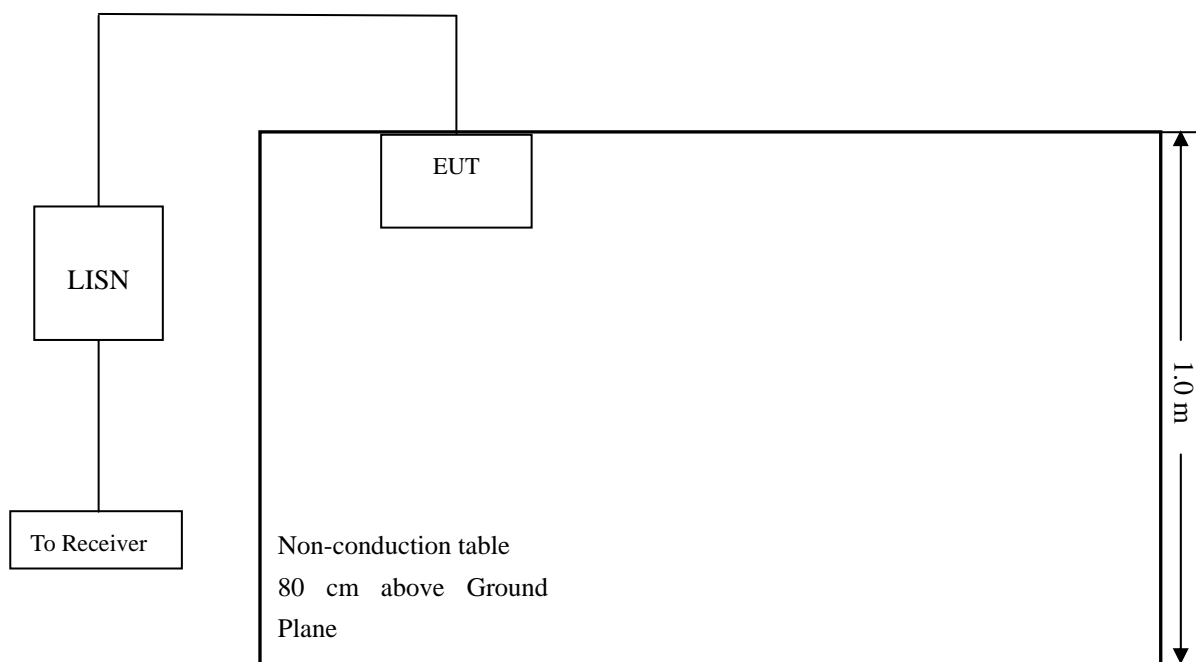 EUT
LISN
1.0 m
To Receiver
Non-conduction table
80 cm above Ground
Plane